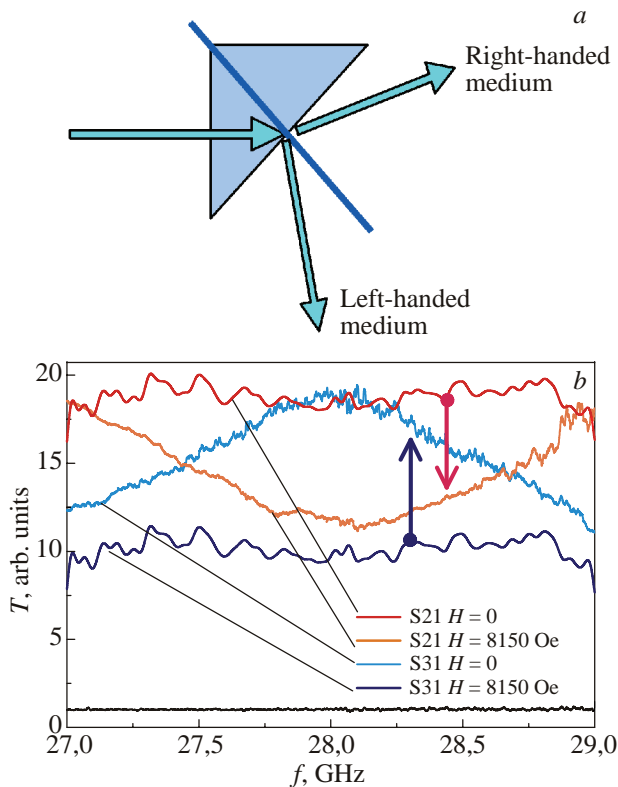 a
Right-handed
medium
Left-handed
medium
b
20
15
10
5
0
T, arb. units
S21 H = 0
S21 H = 8150 Oe
S31 H = 0
S31 H = 8150 Oe
27,0 27,5 28,0 28,5 29,0
f, GHz